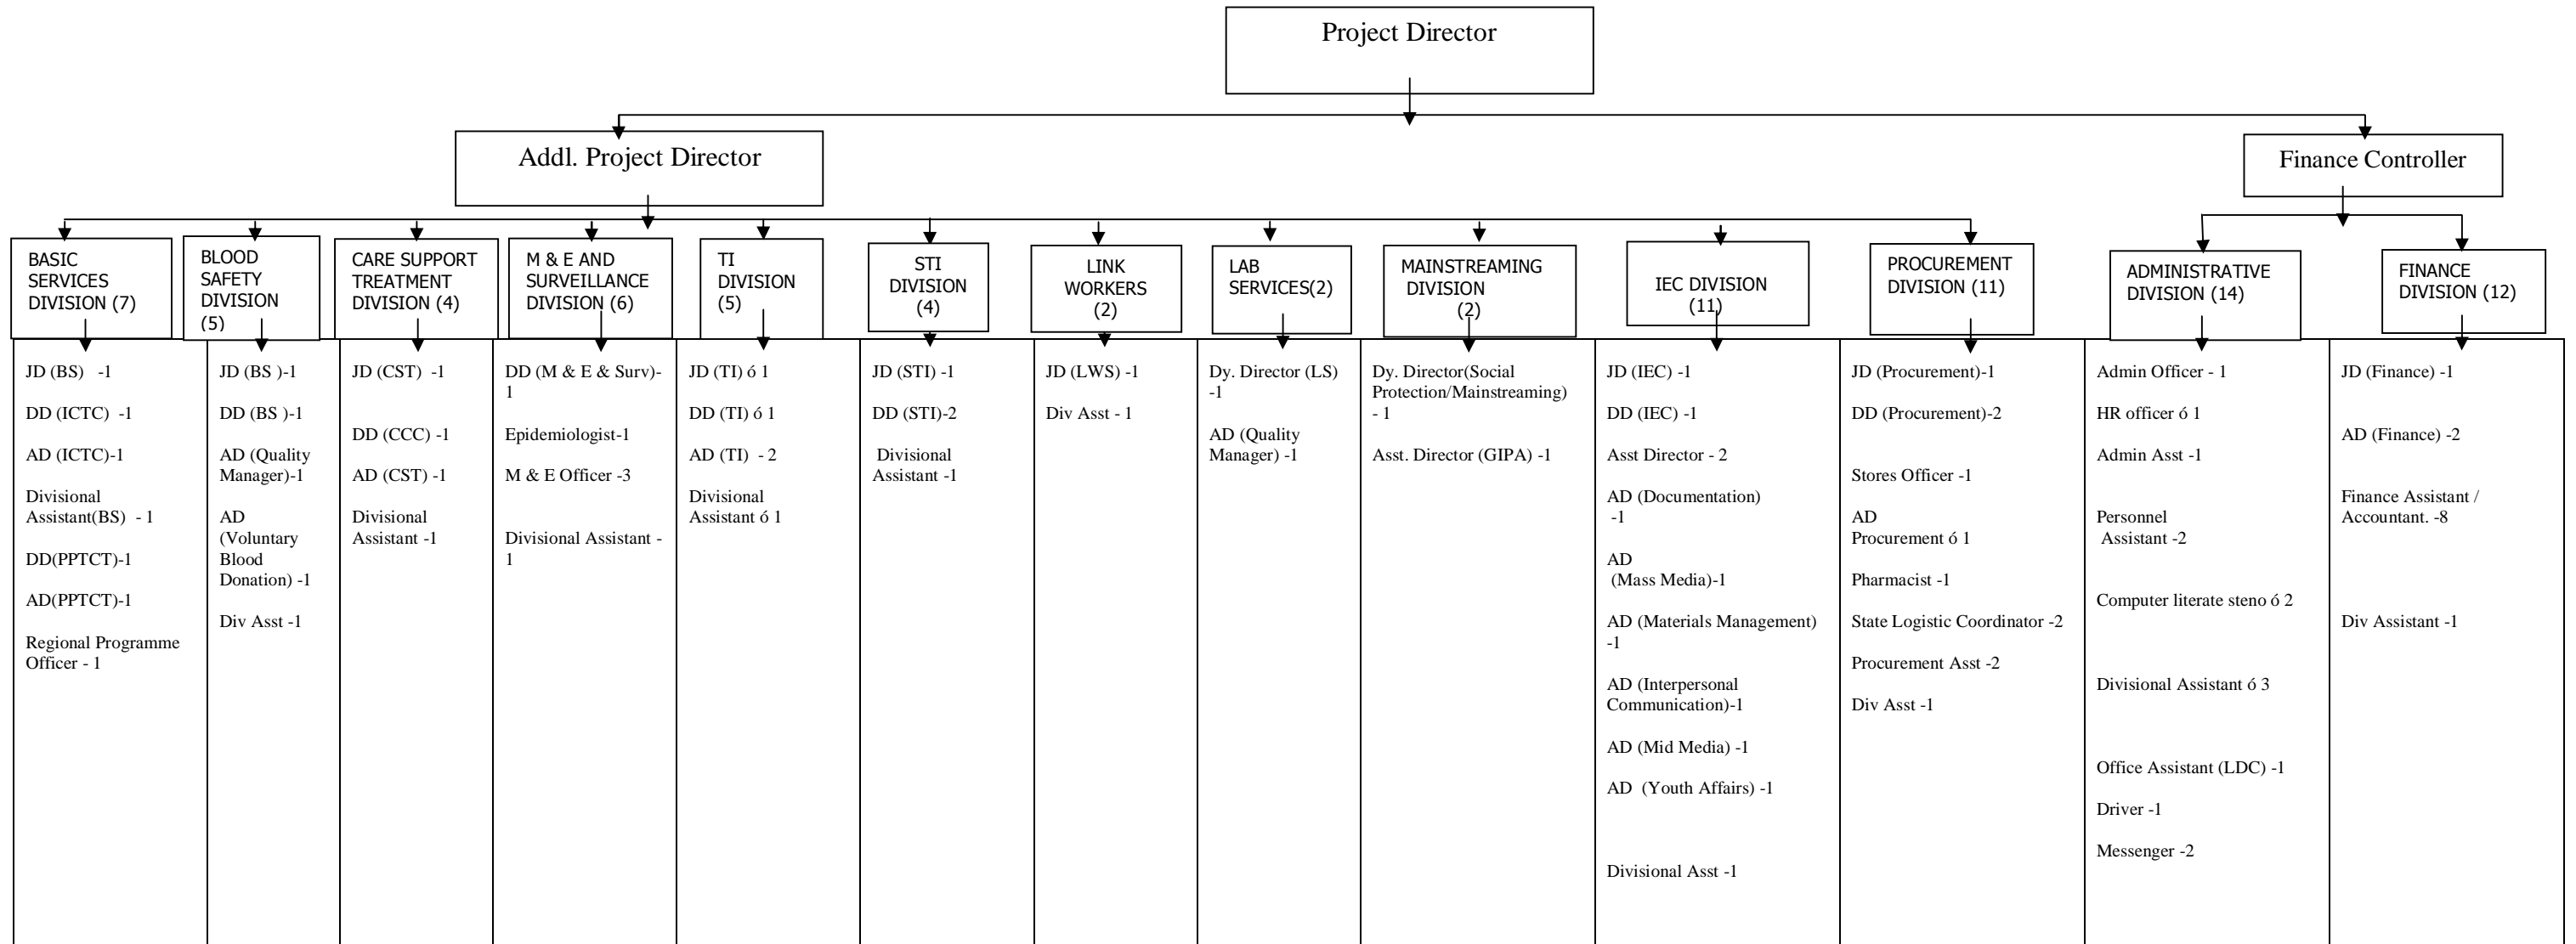 Project Director
Addl. Project Director
Finance Controller
BASIC
SERVICES
DIVISION (7)
BLOOD
SAFETY
DIVISION
(5)
CARE SUPPORT
TREATMENT
DIVISION (4)
M & E AND
SURVEILLANCE
DIVISION (6)
TI
DIVISION
(5)
STI
DIVISION
(4)
LINK
WORKERS
(2)
LAB
SERVICES(2)
MAINSTREAMING
DIVISION
(2)
IEC DIVISION
(11)
PROCUREMENT
DIVISION (11)
ADMINISTRATIVE
DIVISION (14)
FINANCE
DIVISION (12)
JD (BS) -1
DD (ICTC) -1
AD (ICTC)-1
Divisional
Assistant(BS) - 1
DD(PPTCT)-1
AD(PPTCT)-1
Regional Programme
Officer - 1
JD (BS )-1
DD (BS )-1
AD (Quality
Manager)-1
AD
(Voluntary
Blood
Donation) -1
Div Asst -1
JD (CST) -1
DD (CCC) -1
AD (CST) -1
Divisional
Assistant -1
DD (M & E & Surv)-
1
Epidemiologist-1
M & E Officer -3
Divisional Assistant -
1
JD (TI) ó 1
DD (TI) ó 1
AD (TI) - 2
Divisional
Assistant ó 1
JD (STI) -1
DD (STI)-2
Divisional
Assistant -1
JD (LWS) -1
Div Asst - 1
Dy. Director (LS)
-1
AD (Quality
Manager) -1
Dy. Director(Social
Protection/Mainstreaming)
- 1
Asst. Director (GIPA) -1
JD (IEC) -1
DD (IEC) -1
Asst Director - 2
AD (Documentation)
-1
AD
(Mass Media)-1
AD (Materials Management)
-1
AD (Interpersonal
Communication)-1
AD (Mid Media) -1
AD (Youth Affairs) -1
Divisional Asst -1
JD (Procurement)-1
DD (Procurement)-2
Stores Officer -1
AD
Procurement ó 1
Pharmacist -1
State Logistic Coordinator -2
Procurement Asst -2
Div Asst -1
Admin Officer - 1
HR officer ó 1
Admin Asst -1
Personnel
Assistant -2
Computer literate steno ó 2
Divisional Assistant ó 3
Office Assistant (LDC) -1
Driver -1
Messenger -2
JD (Finance) -1
AD (Finance) -2
Finance Assistant /
Accountant. -8
Div Assistant -1